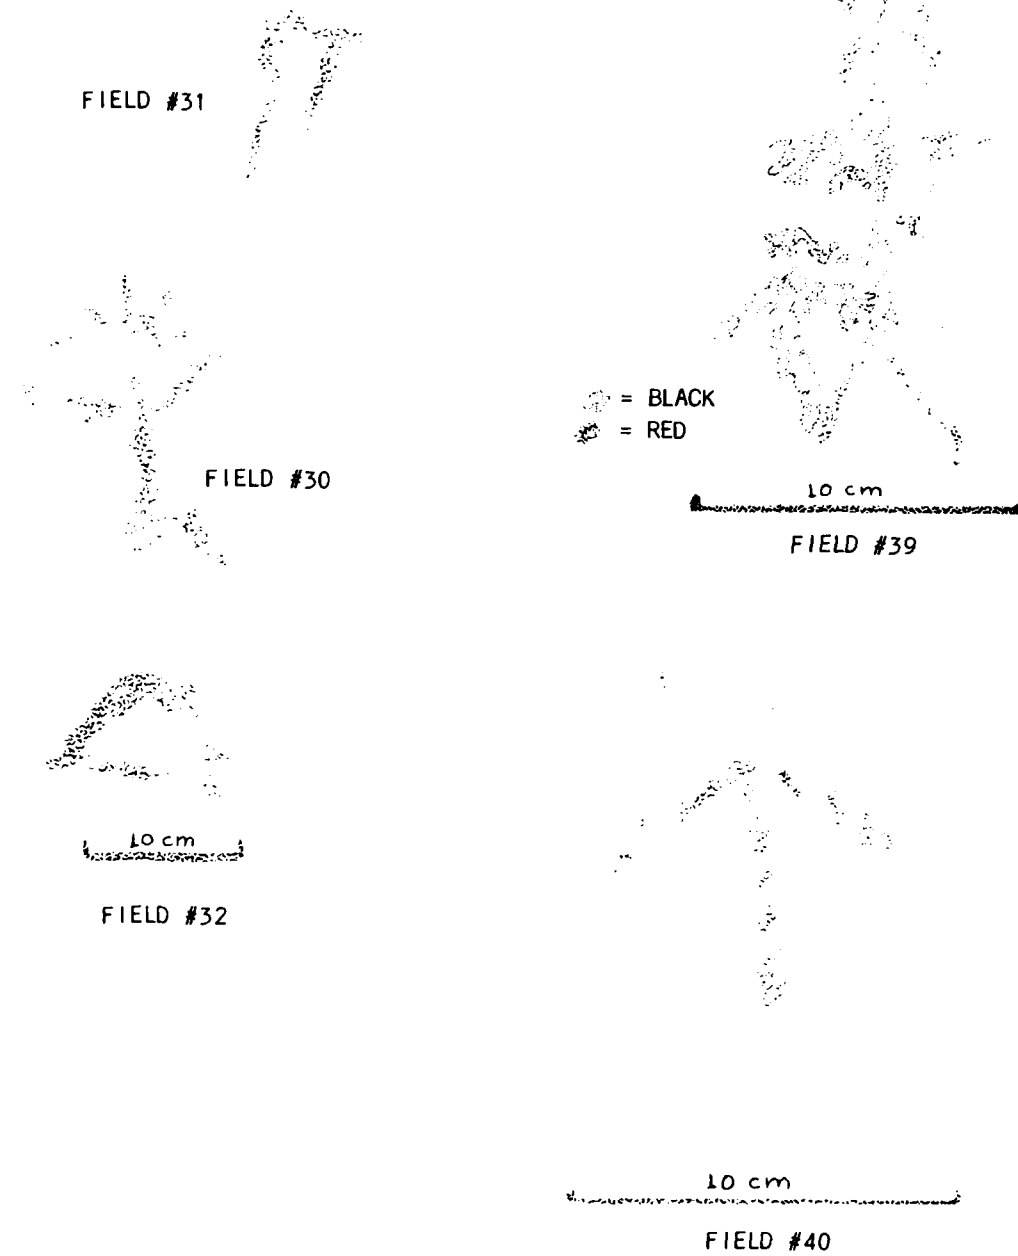 FIELD #31
FIELD #30
= BLACK
= RED
10 cm
FIELD #39
10 cm
FIELD #32
10 cm
FIELD #40